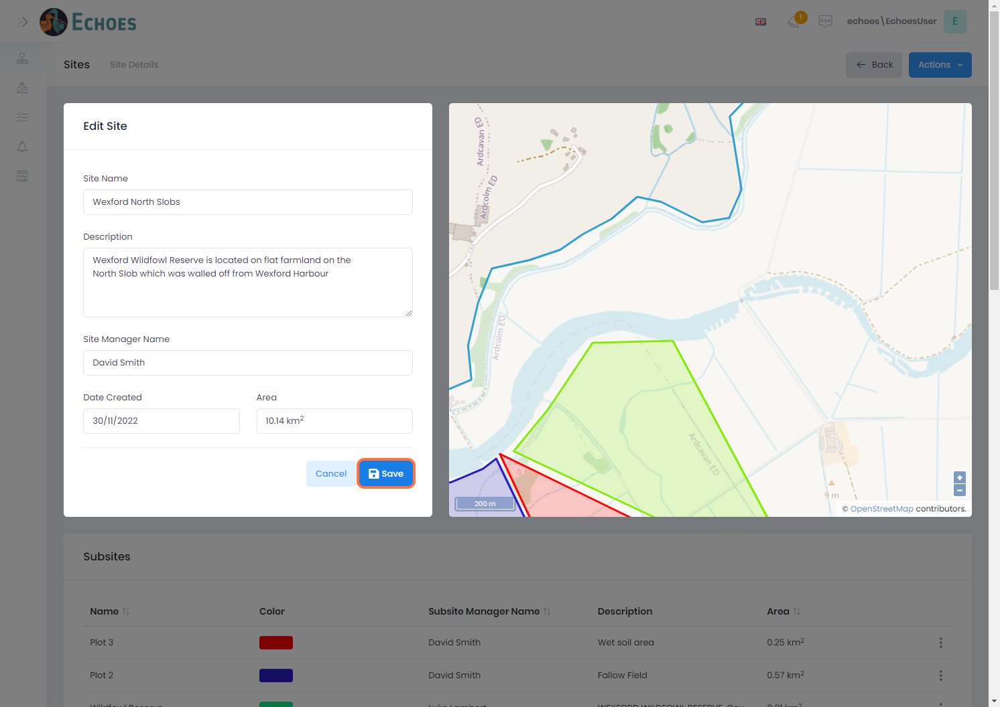 ECHOES
1
echoes\EchoesUser
E
Sites
Site Details
Back
Actions
Edit Site
Site Name
Wexford North Slobs
Description
Wexford Wildfowl Reserve is located on flat farmland on the
North Slob which was walled off from Wexford Harbour
Site Manager Name
David Smith
Date Created
Area
30/11/2022
10.14 km²
Cancel
Save
Ardcavan ED
Ardcolm ED
Ardcolm ED
Ardcavan ED
9 m
+
−
200 m
© OpenStreetMap contributors.
Subsites
Name
Color
Subsite Manager Name
Description
Area
Plot 3
David Smith
Wet soil area
0.25 km²
Plot 2
David Smith
Fallow Field
0.57 km²
Wildfowl Reserve
Luke Lambert
WEXFORD WILDFOWL RESERVE
0.81 km²